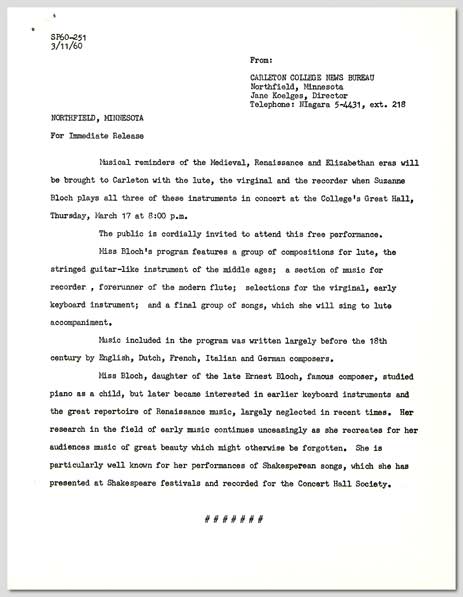 SP60-251
3/11/60
From:
CARLETON COLLEGE NEWS BUREAU
Northfield, Minnesota
Jane Koelges, Director
Telephone: NIagara 5-4431, ext. 218
NORTHFIELD, MINNESOTA
For Immediate Release
Musical reminders of the Medieval, Renaissance and Elizabethan eras will
be brought to Carleton with the lute, the virginal and the recorder when Suzanne
Bloch plays all three of these instruments in concert at the College's Great Hall,
Thursday, March 17 at 8:00 p.m.
The public is cordially invited to attend this free performance.
Miss Bloch's program features a group of compositions for lute, the
stringed guitar-like instrument of the middle ages; a section of music for
recorder , forerunner of the modern flute; selections for the virginal, early
keyboard instrument; and a final group of songs, which she will sing to lute
accompaniment.
Music included in the program was written largely before the 18th
century by English, Dutch, French, Italian and German composers.
Miss Bloch, daughter of the late Ernest Bloch, famous composer, studied
piano as a child, but later became interested in earlier keyboard instruments and
the great repertoire of Renaissance music, largely neglected in recent times. Her
research in the field of early music continues unceasingly as she recreates for her
audiences music of great beauty which might otherwise be forgotten. She is
particularly well known for her performances of Shakesperean songs, which she has
presented at Shakespeare festivals and recorded for the Concert Hall Society.
# # # # # # #